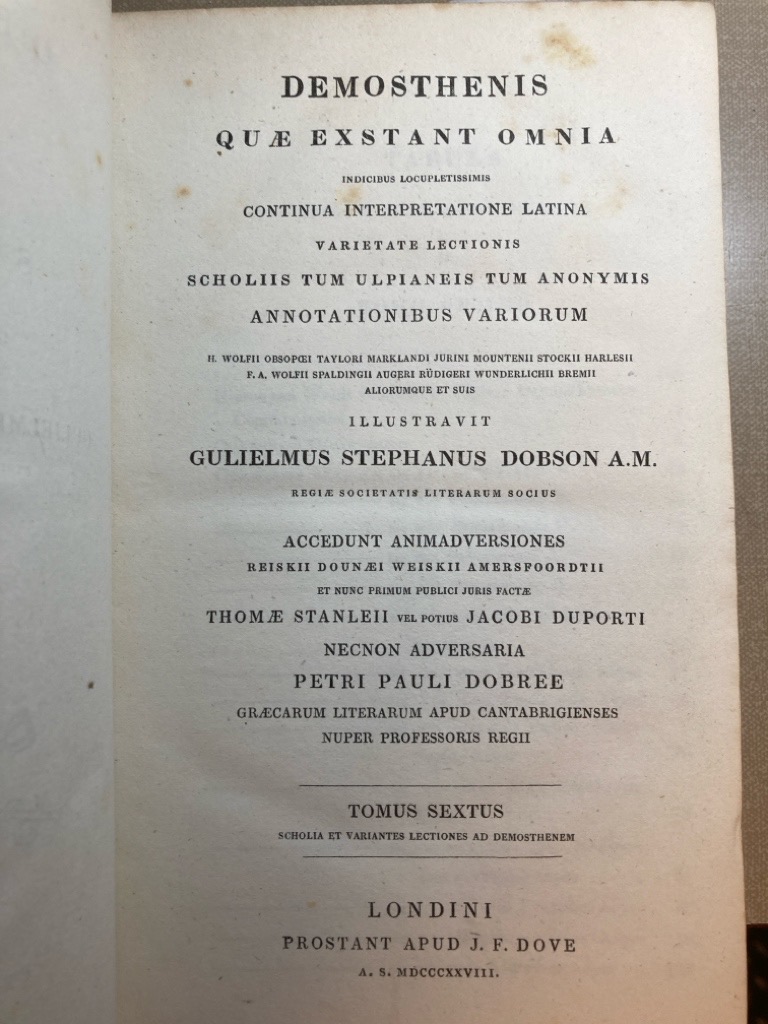 DEMOSTHENIS
QUÆ EXSTANT OMNIA
INDICIBUS LOCUPLETISSIMIS
CONTINUA INTERPRETATIONE LATINA
VARIETATE LECTIONIS
SCHOLIIS TUM ULPIANEIS TUM ANONYMIS
ANNOTATIONIBUS VARIORUM
H. WOLFII OBSOPŒI TAYLORI MARKLANDI JURINI MOUNTENII STOCKII HARLESII
F. A. WOLFII SPALDINGII AUGERI RÜDIGERI WUNDERLICHII BREMII
ALIORUMQUE ET SUIS
ILLUSTRAVIT
GULIELMUS STEPHANUS DOBSON A.M.
REGIÆ SOCIETATIS LITERARUM SOCIUS
ACCEDUNT ANIMADVERSIONES
REISKII DOUNÆI WEISKII AMERSFOORDTII
ET NUNC PRIMUM PUBLICI JURIS FACTÆ
THOMÆ STANLEII VEL POTIUS JACOBI DUPORTI
NECNON ADVERSARIA
PETRI PAULI DOBREE
GRÆCARUM LITERARUM APUD CANTABRIGIENSES
NUPER PROFESSORIS REGII
TOMUS SEXTUS
SCHOLIA ET VARIANTES LECTIONES AD DEMOSTHENEM
LONDINI
PROSTANT APUD J. F. DOVE
A. S. MDCCCXXVIII.